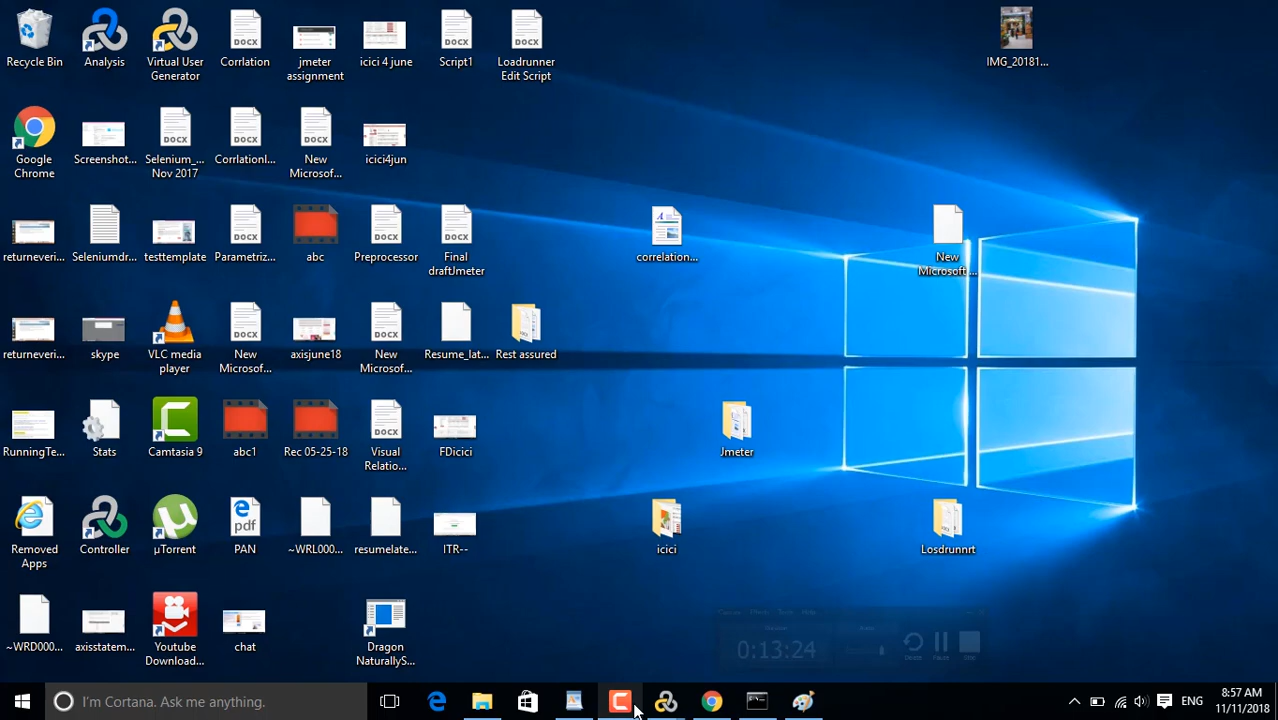 Recycle Bin
Analysis
Virtual User
Generator
Corrlation
jmeter
assignment
icici 4 june
Script1
Loadrunner
Edit Script
IMG_20181...
Google
Chrome
Screenshot...
Selenium_...
Nov 2017
Corrlationl...
New
Microsof...
icici4jun
returneveri...
Seleniumdr...
testtemplate
Parametriz...
abc
Preprocessor
Final
draftJmeter
correlation...
New
Microsoft ...
returneveri...
skype
VLC media
player
New
Microsof...
axisjune18
New
Microsof...
Resume_lat...
Rest assured
RunningTe...
Stats
Camtasia 9
abc1
Rec 05-25-18
Visual
Relatio...
FDicici
Jmeter
Removed
Apps
Controller
µTorrent
PAN
~WRL000...
resumelate...
ITR--
icici
Losdrunnrt
~WRD000...
axisstatem...
Youtube
Download...
chat
Dragon
NaturallyS...
0:13:24
I'm Cortana. Ask me anything.
ENG
8:57 AM
11/11/2018